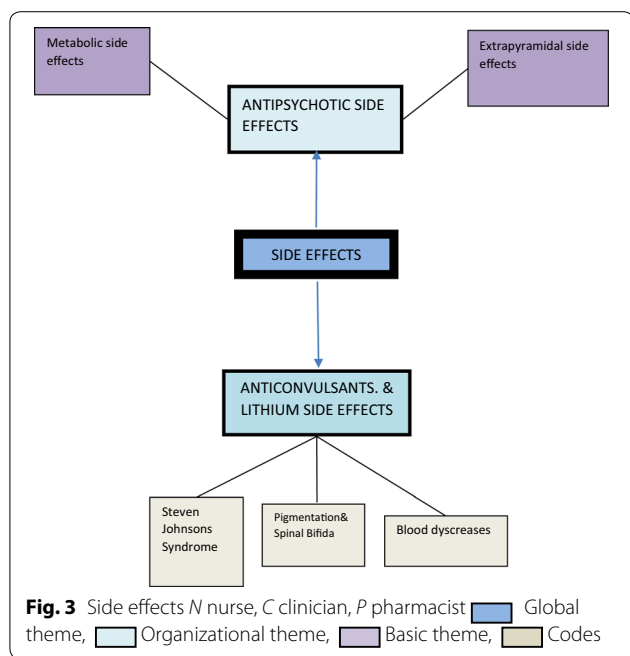 Metabolic side
effects
Extrapyramidal side
effects
ANTIPSYCHOTIC SIDE
EFFECTS
SIDE EFFECTS
ANTICONVULSANTS. &
LITHIUM SIDE EFFECTS
Steven
Johnsons
Syndrome
Pigmentation&
Spinal Bifida
Blood dyscreases
Fig. 3 Side effects N nurse, C clinician, P pharmacist Global
theme, Organizational theme, Basic theme, Codes